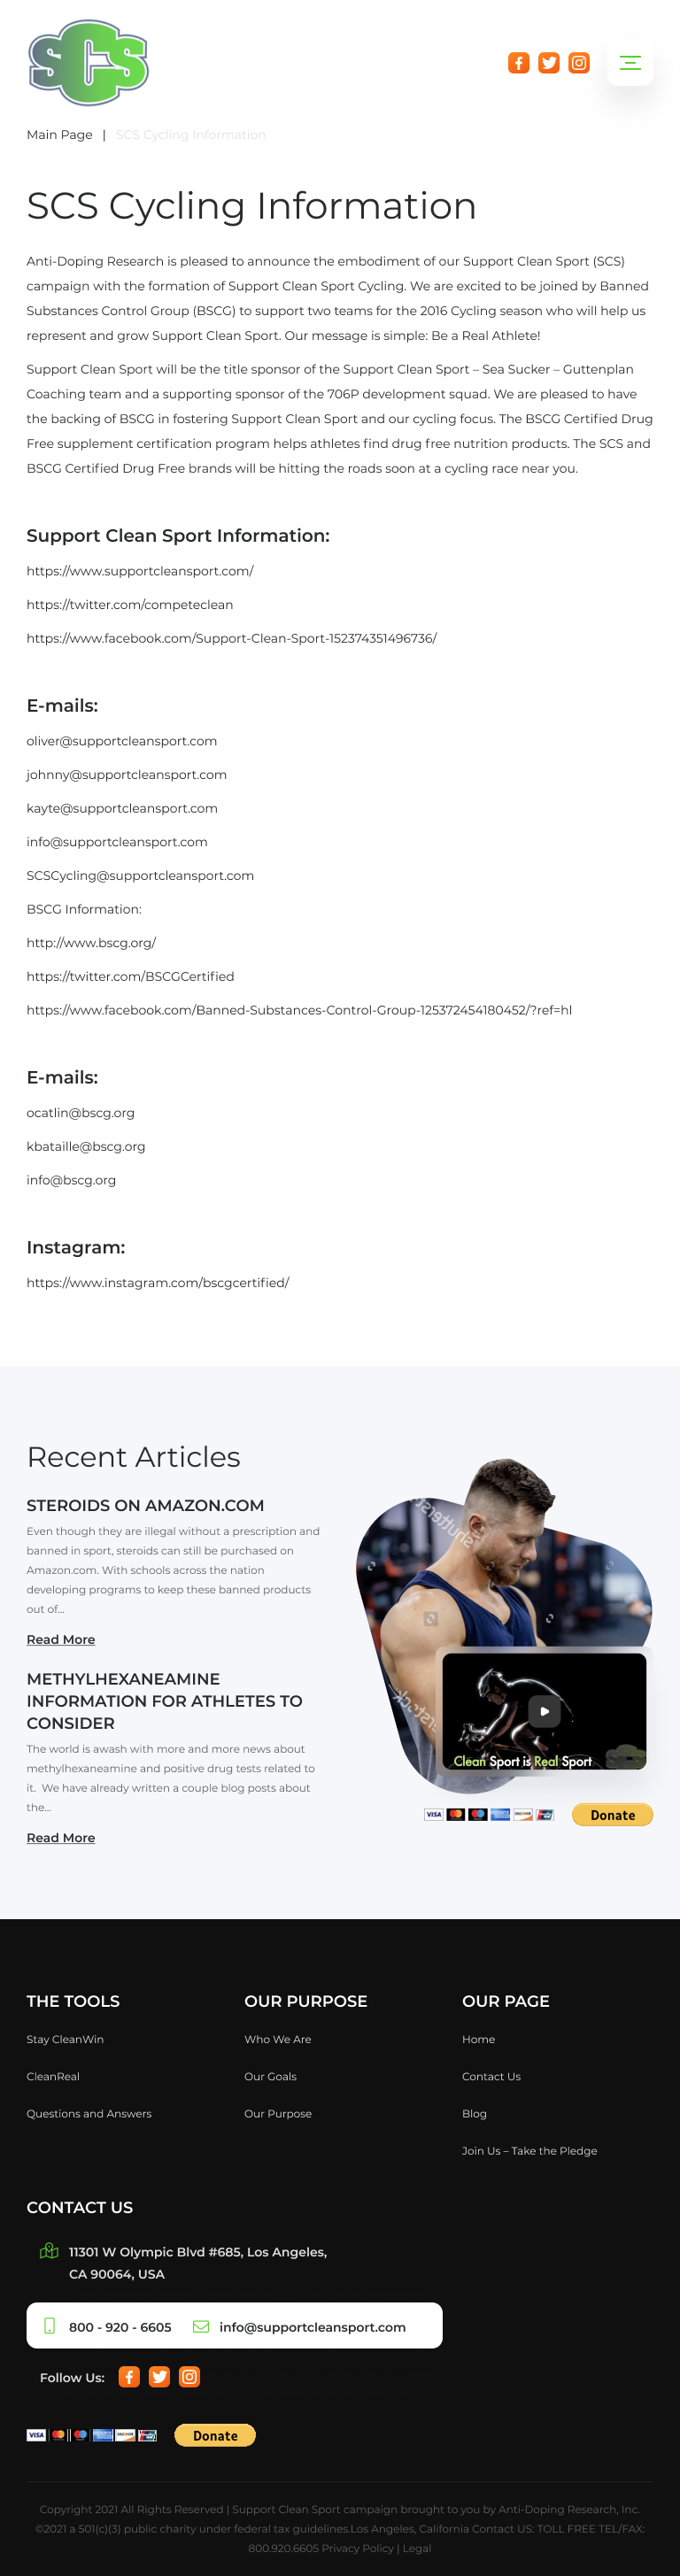 SCS
Main Page | SCS Cycling Information
SCS Cycling Information
Anti-Doping Research is pleased to announce the embodiment of our Support Clean Sport (SCS)
campaign with the formation of Support Clean Sport Cycling. We are excited to be joined by Banned
Substances Control Group (BSCG) to support two teams for the 2016 Cycling season who will help us
represent and grow Support Clean Sport. Our message is simple: Be a Real Athlete!
Support Clean Sport will be the title sponsor of the Support Clean Sport – Sea Sucker – Guttenplan
Coaching team and a supporting sponsor of the 706P development squad. We are pleased to have
the backing of BSCG in fostering Support Clean Sport and our cycling focus. The BSCG Certified Drug
Free supplement certification program helps athletes find drug free nutrition products. The SCS and
BSCG Certified Drug Free brands will be hitting the roads soon at a cycling race near you.
Support Clean Sport Information:
https://www.supportcleansport.com/
https://twitter.com/competeclean
https://www.facebook.com/Support-Clean-Sport-152374351496736/
E-mails:
oliver@supportcleansport.com
johnny@supportcleansport.com
kayte@supportcleansport.com
info@supportcleansport.com
SCSCycling@supportcleansport.com
BSCG Information:
http://www.bscg.org/
https://twitter.com/BSCGCertified
https://www.facebook.com/Banned-Substances-Control-Group-125372454180452/?ref=hl
E-mails:
ocatlin@bscg.org
kbataille@bscg.org
info@bscg.org
Instagram:
https://www.instagram.com/bscgcertified/
Recent Articles
STEROIDS ON AMAZON.COM
Even though they are illegal without a prescription and
banned in sport, steroids can still be purchased on
Amazon.com. With schools across the nation
developing programs to keep these banned products
out of...
Read More
METHYLHEXANEAMINE
INFORMATION FOR ATHLETES TO
CONSIDER
The world is awash with more and more news about
methylhexaneamine and positive drug tests related to
it.  We have already written a couple blog posts about
the...
Read More
Clean Sport is Real Sport
VISA
Donate
THE TOOLS
Stay CleanWin
CleanReal
Questions and Answers
OUR PURPOSE
Who We Are
Our Goals
Our Purpose
OUR PAGE
Home
Contact Us
Blog
Join Us – Take the Pledge
CONTACT US
11301 W Olympic Blvd #685, Los Angeles,
CA 90064, USA
800 - 920 - 6605 info@supportcleansport.com
Follow Us:
VISA
Donate
Copyright 2021 All Rights Reserved | Support Clean Sport campaign brought to you by Anti-Doping Research, Inc.
©2021 a 501(c)(3) public charity under federal tax guidelines.Los Angeles, California Contact US: TOLL FREE TEL/FAX:
800.920.6605 Privacy Policy | Legal